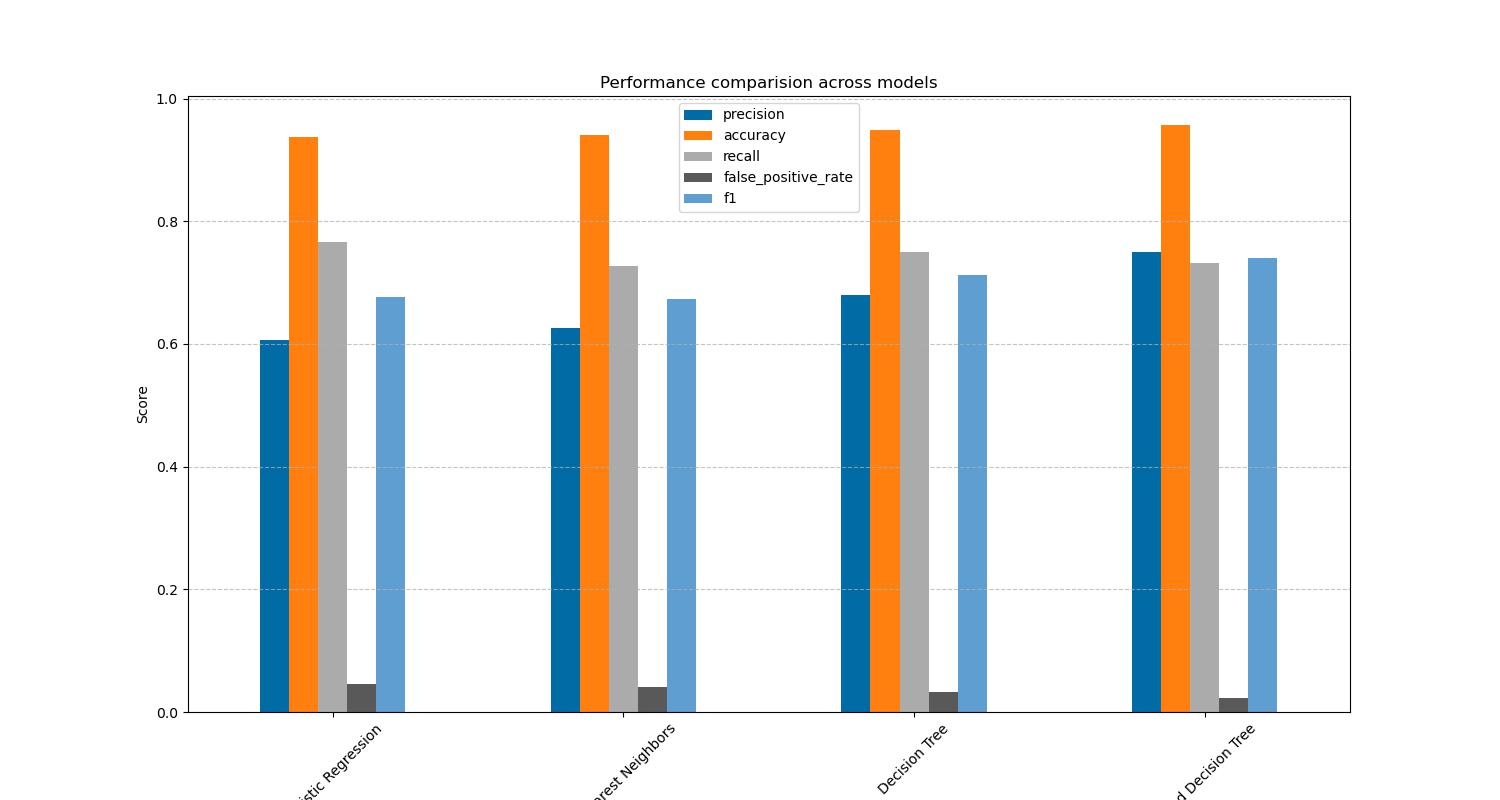 Performance comparision across models
precision
accuracy
recall
false_positive_rate
f1
Score
1.0
0.8
0.6
0.4
0.2
0.0
istic Regression
rest Neighbors
Decision Tree
d Decision Tree